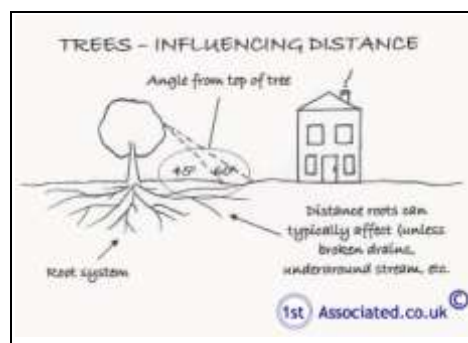 TREES – INFLUENCING DISTANCE
Angle from top of tree
45° 60°
Distance roots can
typically affect (unless
broken drains,
underground stream, etc.
Root system
1st Associated.co.uk ©